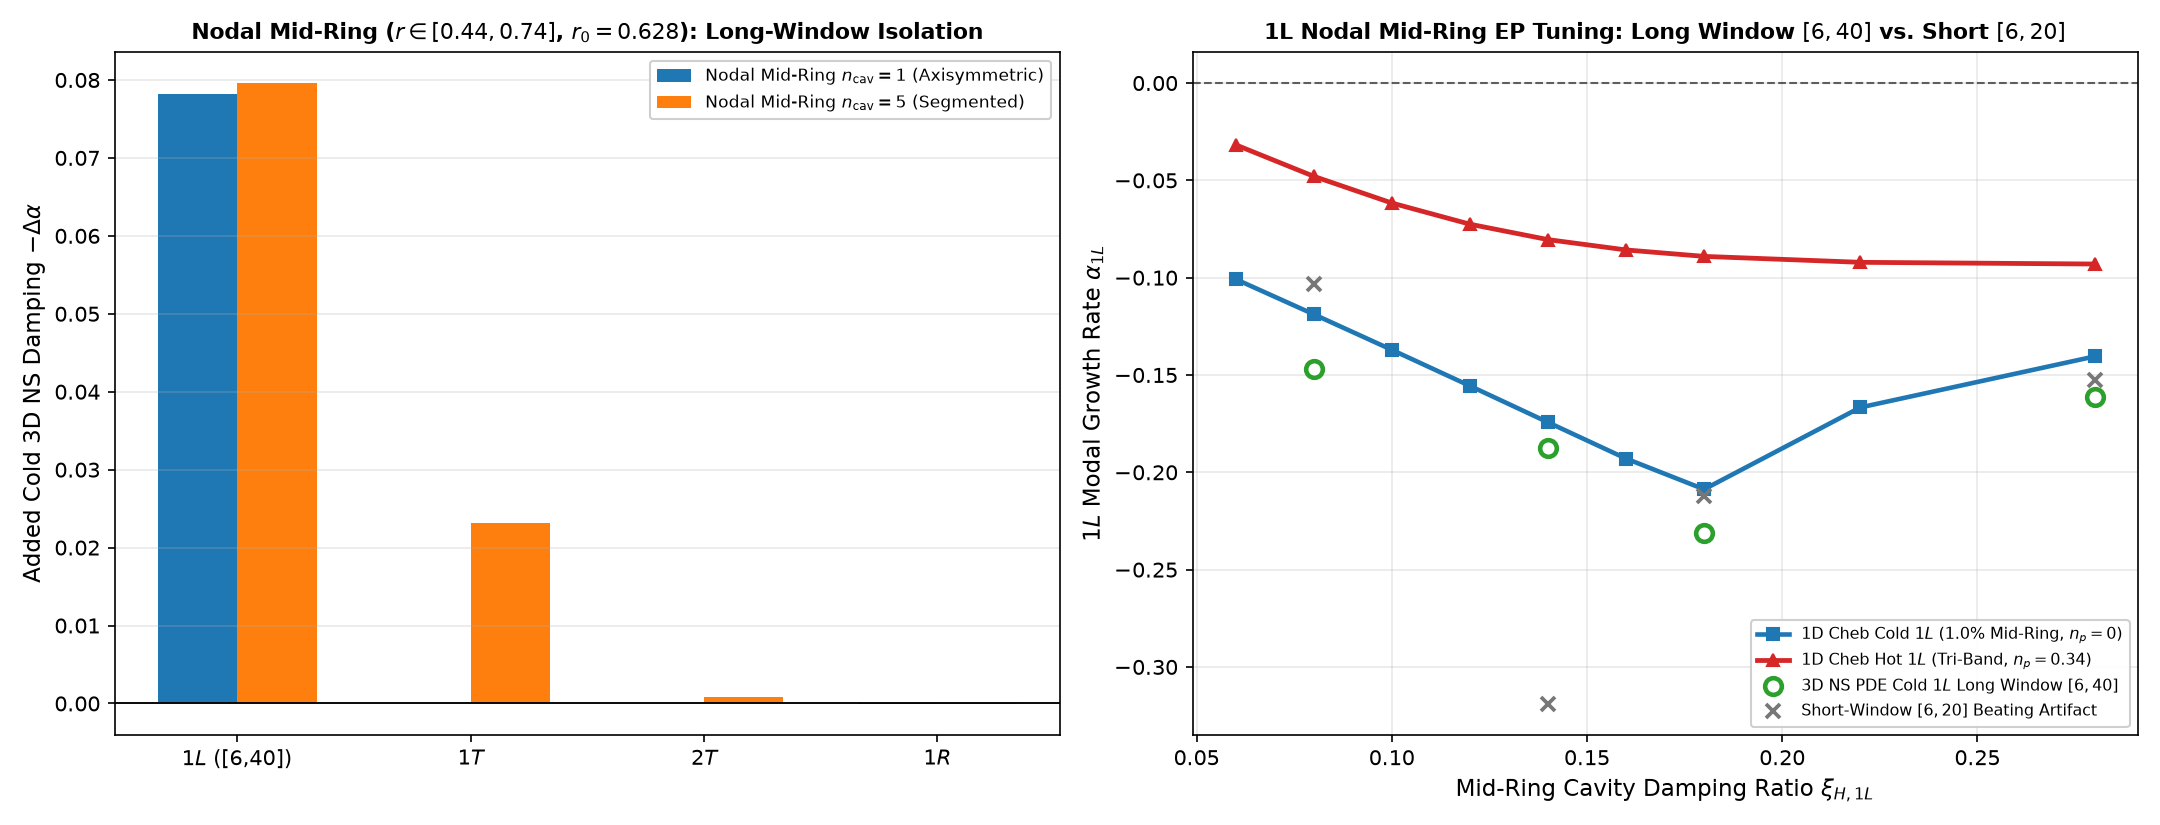 Nodal Mid-Ring (r ∈ [0.44, 0.74], r₀ = 0.628): Long-Window Isolation
Added Cold 3D NS Damping −Δα
0.08
0.07
0.06
0.05
0.04
0.03
0.02
0.01
0.00
Nodal Mid-Ring n_cav = 1 (Axisymmetric)
Nodal Mid-Ring n_cav = 5 (Segmented)
1L ([6,40])
1T
2T
1R
1L Nodal Mid-Ring EP Tuning: Long Window [6, 40] vs. Short [6, 20]
1L Modal Growth Rate α₁L
0.00
−0.05
−0.10
−0.15
−0.20
−0.25
−0.30
1D Cheb Cold 1L (1.0% Mid-Ring, nₚ = 0)
1D Cheb Hot 1L (Tri-Band, nₚ = 0.34)
3D NS PDE Cold 1L Long Window [6, 40]
Short-Window [6, 20] Beating Artifact
0.05
0.10
0.15
0.20
0.25
Mid-Ring Cavity Damping Ratio ξ_H, 1L